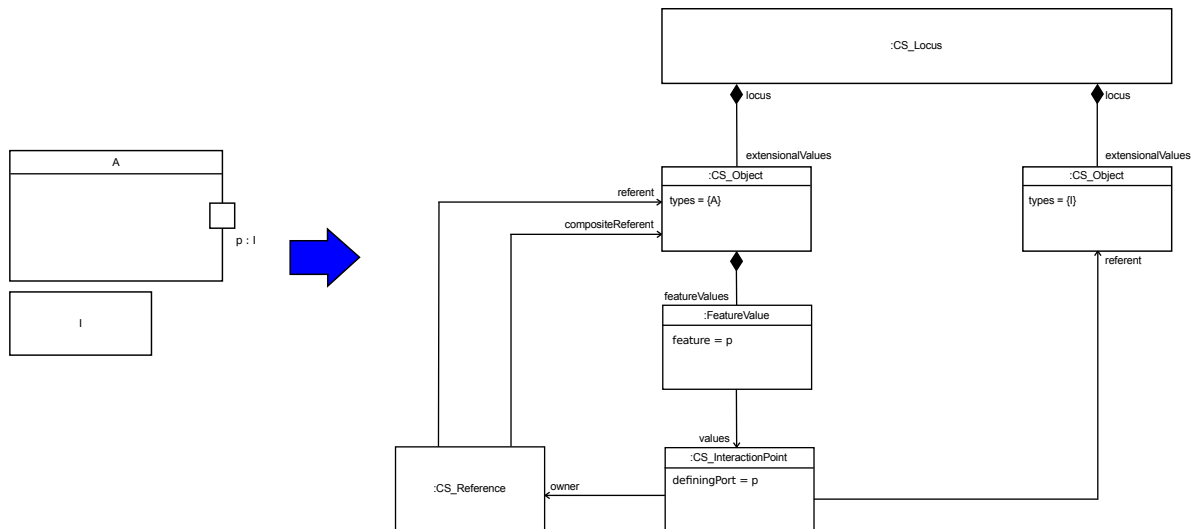 :CS_Locus
locus
locus
A
p : I
I
extensionalValues
extensionalValues
:CS_Object
types = {A}
:CS_Object
types = {I}
referent
compositeReferent
referent
featureValues
:FeatureValue
feature = p
values
:CS_InteractionPoint
definingPort = p
owner
:CS_Reference